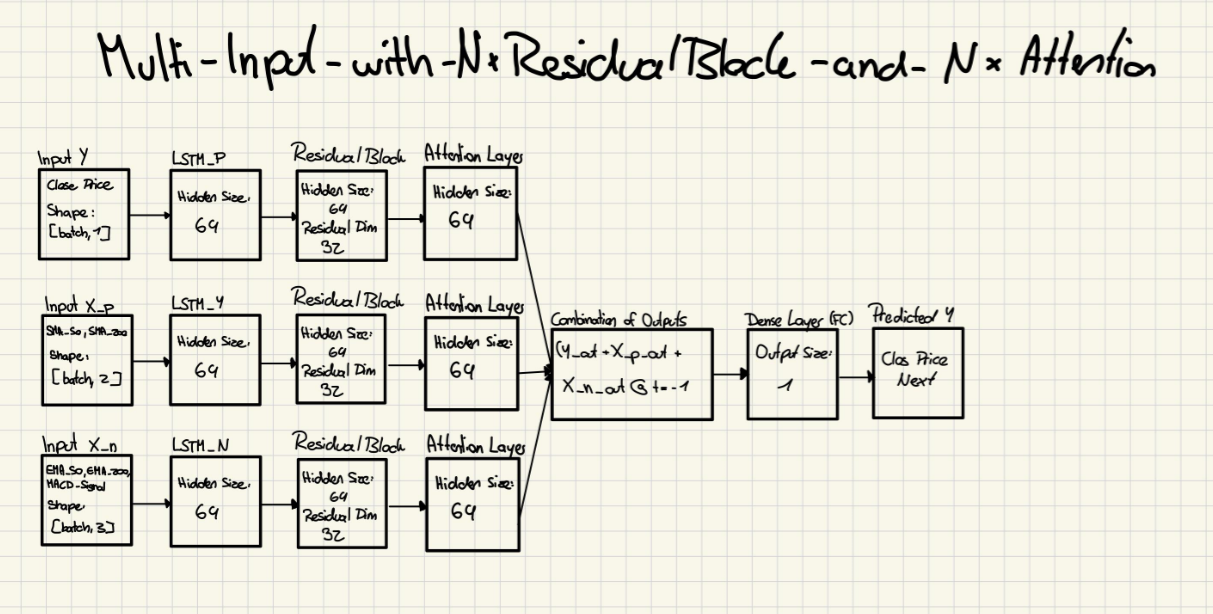 Multi-Input-with-N×ResidualBlock-and-N×Attention
Input Y
Close Price
Shape:
[batch, 1]
LSTM_P
Hidden Size:
64
ResidualBlock
Hidden Size:
64
Residual Dim
32
Attention Layer
Hidden Size:
64
Input X_p
SMA_50, SMA_200
Shape:
[batch, 2]
LSTM_Y
Hidden Size:
64
ResidualBlock
Hidden Size:
64
Residual Dim
32
Attention Layer
Hidden Size:
64
Input X_n
EMA_50, EMA_200,
MACD-Signal
Shape
[batch, 3]
LSTM_N
Hidden Size:
64
ResidualBlock
Hidden Size:
64
Residual Dim
32
Attention Layer
Hidden Size:
64
Combination of Outputs
(Y_out + X_p_out +
X_n_out @ t=-1
Dense Layer (FC)
Output Size:
1
Predicted Y
Clos Price
Next